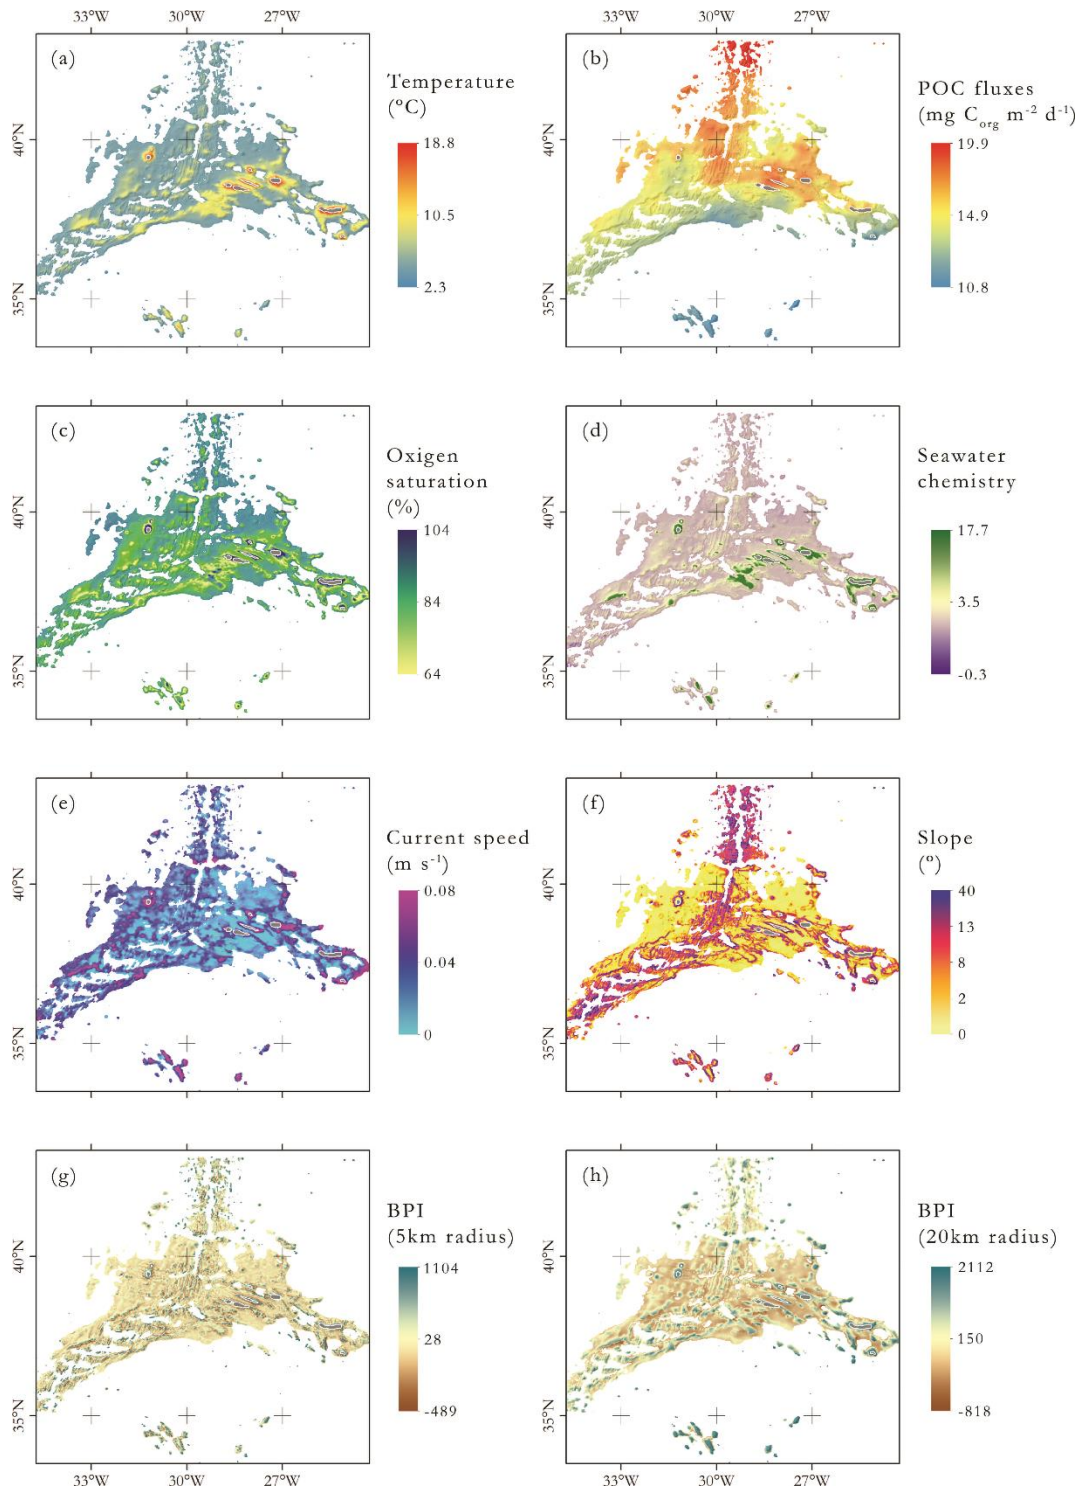 33°W 30°W 27°W 33°W 30°W 27°W
(a)
Temperature
(ºC)
18.8
10.5
2.3
40°N
35°N
(b)
POC fluxes
(mg C_org m⁻² d⁻¹)
19.9
14.9
10.8
40°N
35°N
(c)
Oxigen
saturation
(%)
104
84
64
40°N
35°N
(d)
Seawater
chemistry
17.7
3.5
-0.3
40°N
35°N
(e)
Current speed
(m s⁻¹)
0.08
0.04
0
40°N
35°N
(f)
Slope
(º)
40
13
8
2
0
40°N
35°N
(g)
BPI
(5km radius)
1104
28
-489
40°N
35°N
(h)
BPI
(20km radius)
2112
150
-818
40°N
35°N
33°W 30°W 27°W 33°W 30°W 27°W